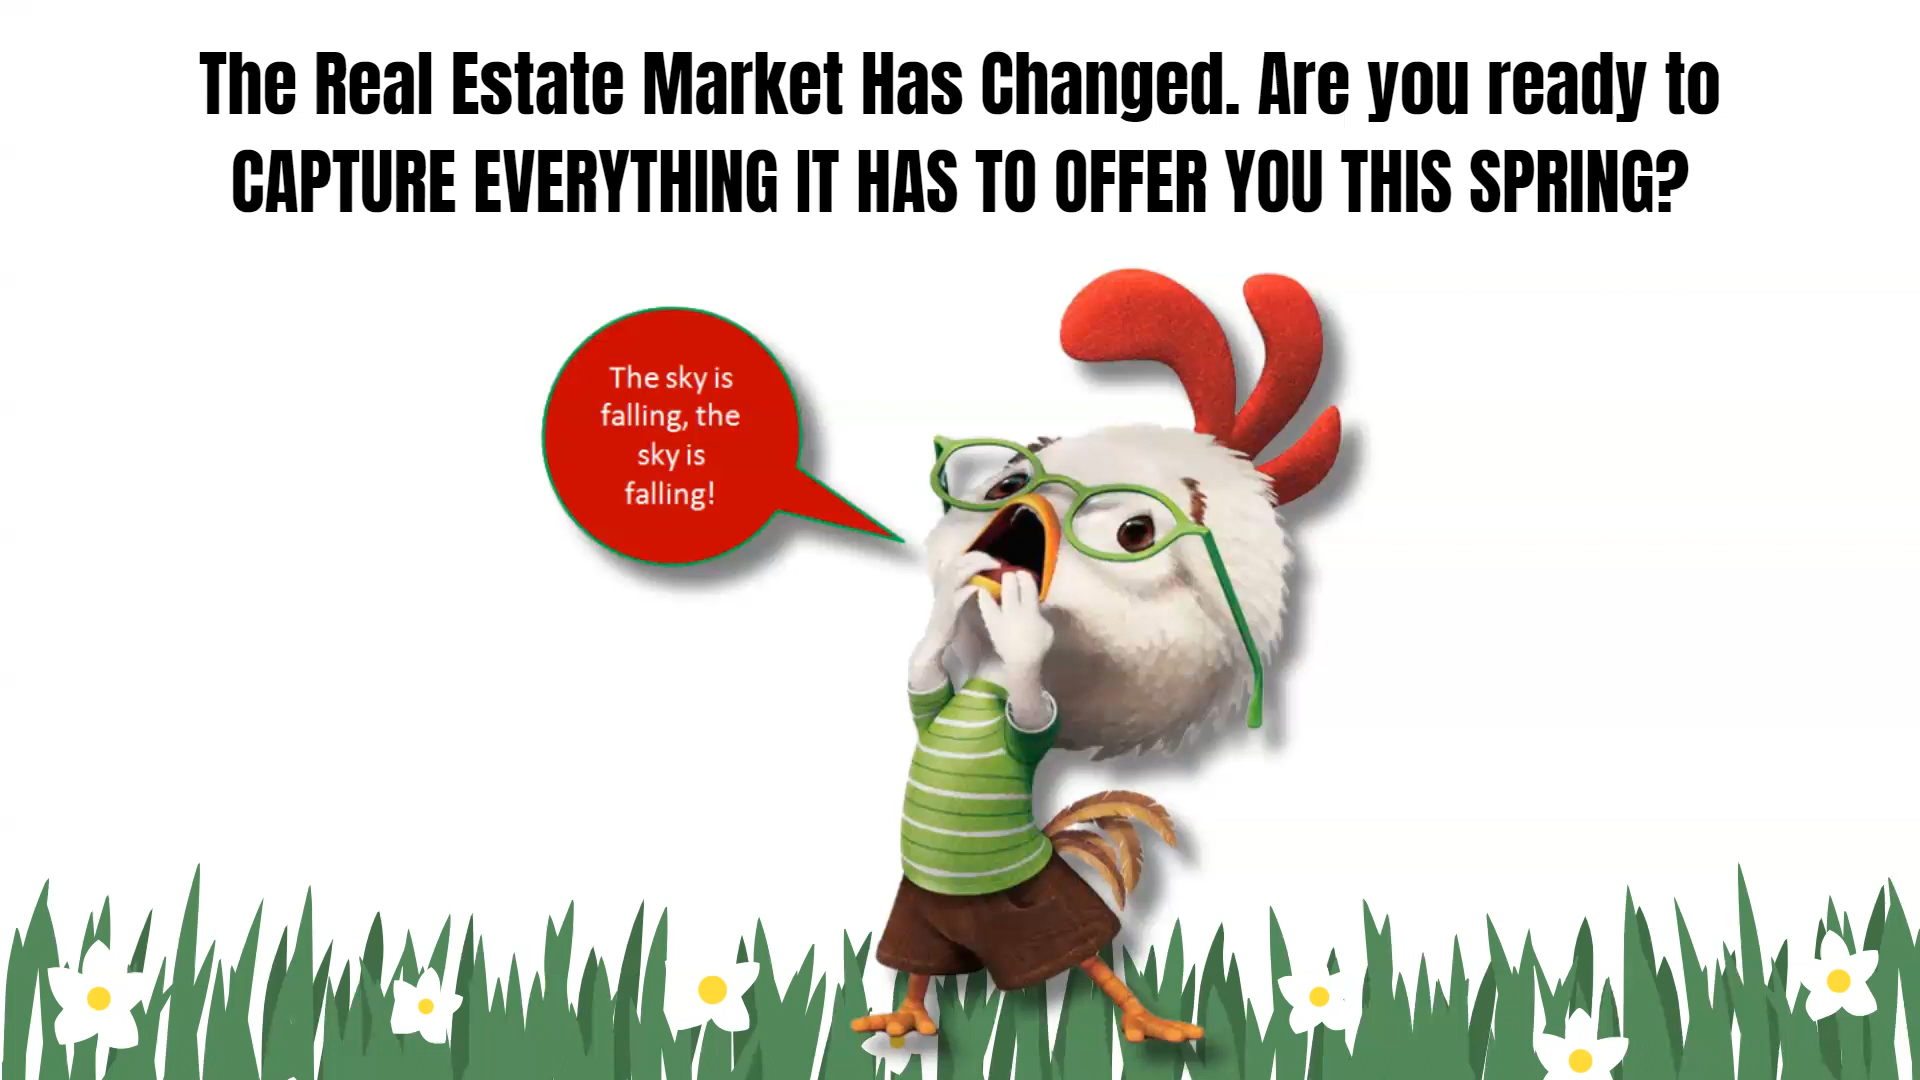 The Real Estate Market Has Changed. Are you ready to
CAPTURE EVERYTHING IT HAS TO OFFER YOU THIS SPRING?
The sky is
falling, the
sky is
falling!